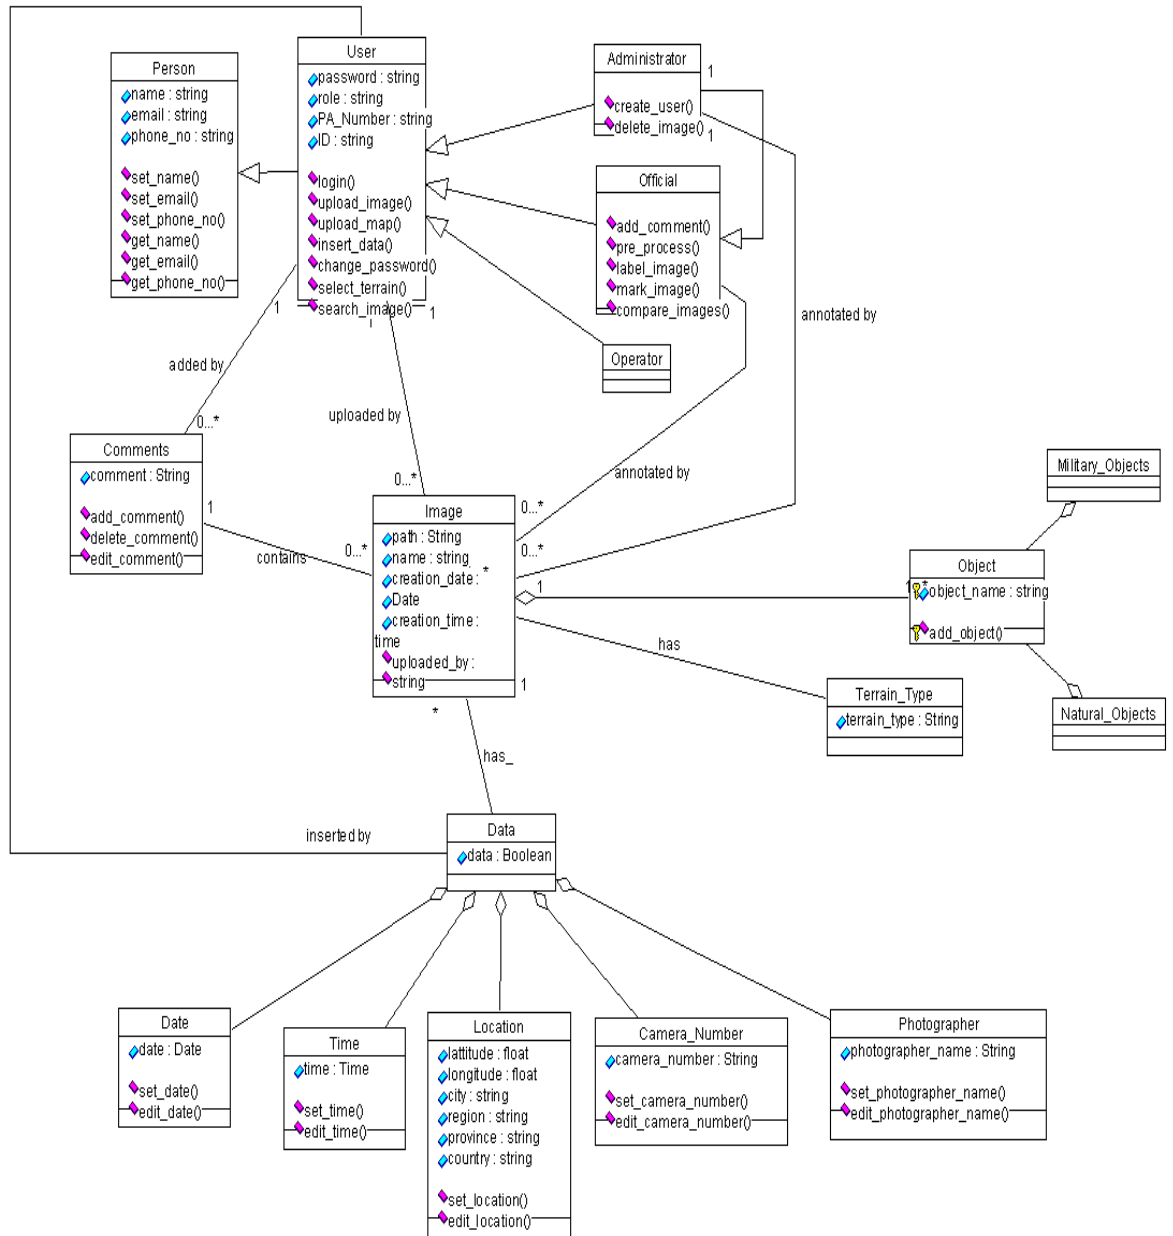 Person
name : string
email : string
phone_no : string
set_name()
set_email()
set_phone_no()
get_name()
get_email()
get_phone_no()
User
password : string
role : string
PA_Number : string
ID : string
login()
upload_image()
upload_map()
insert_data()
change_password()
select_terrain()
search_image()
1
1
Administrator
create_user()
delete_image()
1
1
Official
add_comment()
pre_process()
label_image()
mark_image()
compare_images()
Operator
annotated by
added by
uploaded by
annotated by
0...*
0...*
0...*
0...*
0...*
Comments
comment : String
add_comment()
delete_comment()
edit_comment()
1
contains
Image
path : String
name : string
creation_date : *
Date
creation_time :
time
uploaded_by :
string
1
1
*
1..*
Military_Objects
Object
object_name : string
add_object()
Natural_Objects
has
Terrain_Type
terrain_type : String
has_
inserted by
Data
data : Boolean
Date
date : Date
set_date()
edit_date()
Time
time : Time
set_time()
edit_time()
Location
lattitude : float
longitude : float
city : string
region : string
province : string
country : string
set_location()
edit_location()
Camera_Number
camera_number : String
set_camera_number()
edit_camera_number()
Photographer
photographer_name : String
set_photographer_name()
edit_photographer_name()